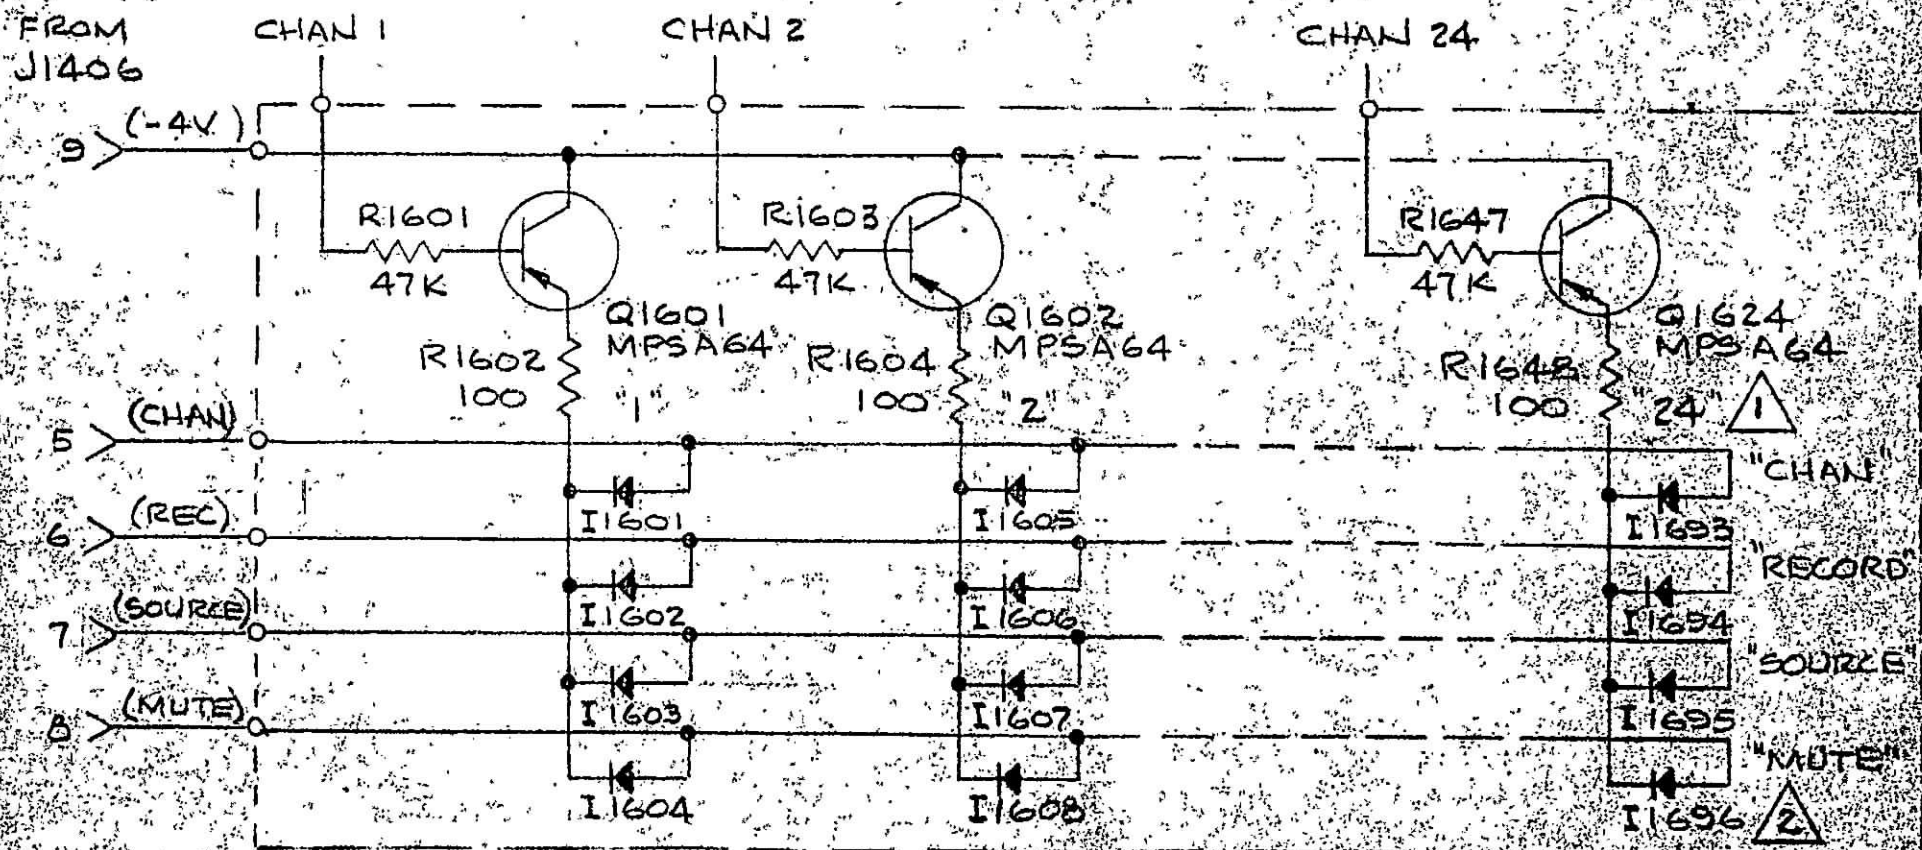 FROM
J1406
CHAN 1
CHAN 2
CHAN 24
9
(-4V)
R1601
47K
R1603
47K
R1647
47K
Q1601
MPSA64
Q1602
MPSA64
Q1624
MPSA64
R1602
100
R1604
100
R1648
100
"1"
"2"
"24"
1
5
(CHAN)
"CHAN"
I1601
I1605
I1693
6
(REC)
"RECORD"
I1602
I1606
I1694
7
(SOURCE)
"SOURCE"
I1603
I1607
I1695
8
(MUTE)
"MUTE"
I1604
I1608
I1696
2